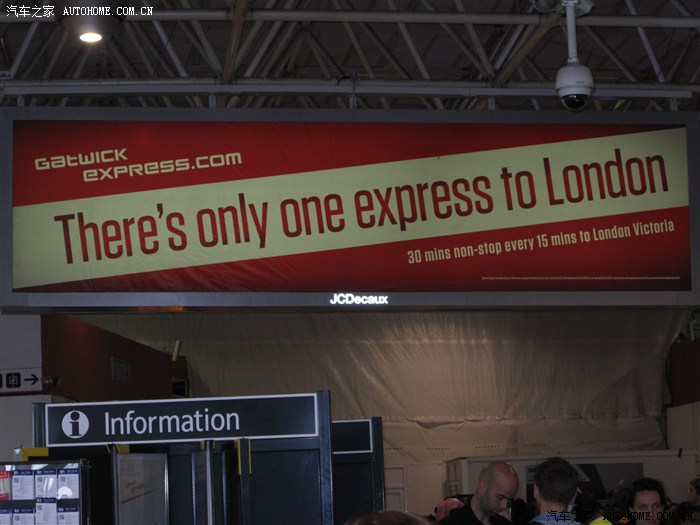 汽车之家 AUTOHOME.COM.CN
GATWICK
EXPRESS.COM
There's only one express to London
30 mins non-stop every 15 mins to London Victoria
JCDecaux
i Information
汽车之家 AUTOHOME.COM.CN